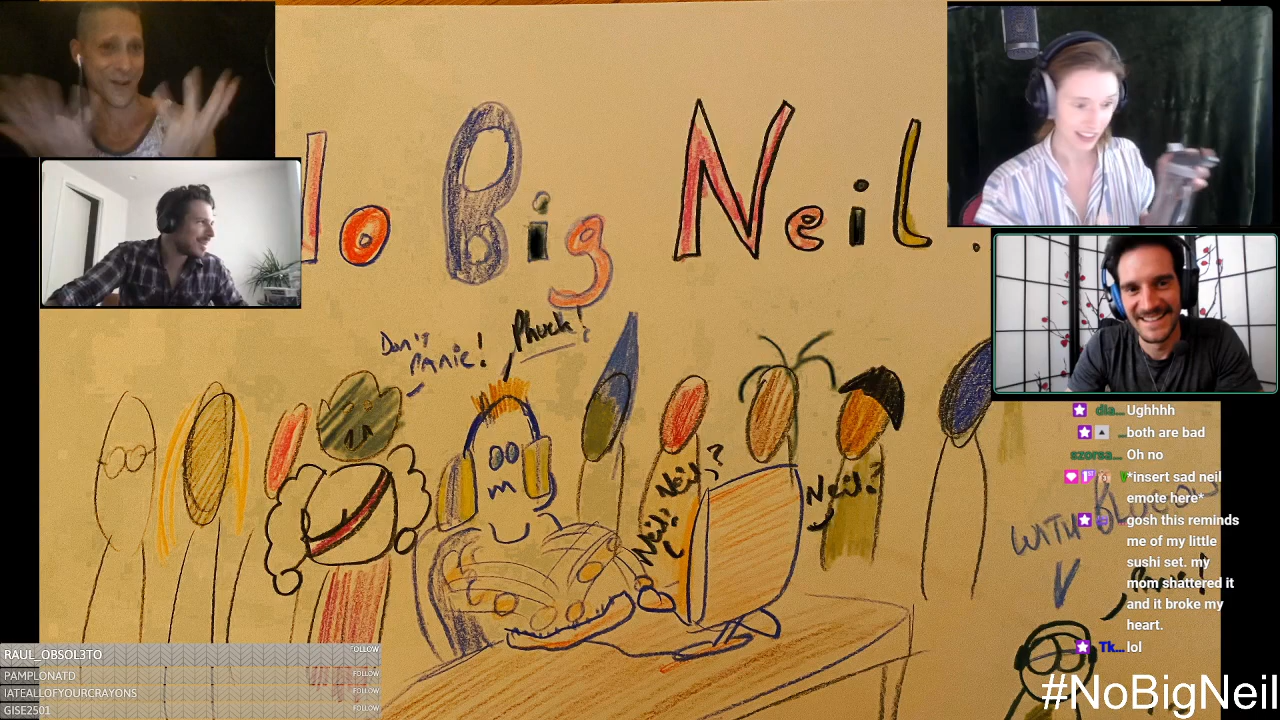 No Big Neil.
Don't
Panic!
Phuck!
Neil?
Neil?
Neil?
WITH
dia… Ughhhh
both are bad
szorsa… Oh no
*insert sad neil
emote here*
gosh this reminds
me of my little
sushi set. my
mom shattered it
and it broke my
heart.
Tk… lol
RAUL_OBSOL3TO FOLLOW
PAMPLONATD FOLLOW
IATEALLOFYOURCRAYONS FOLLOW
GISE2501 FOLLOW
#NoBigNeil